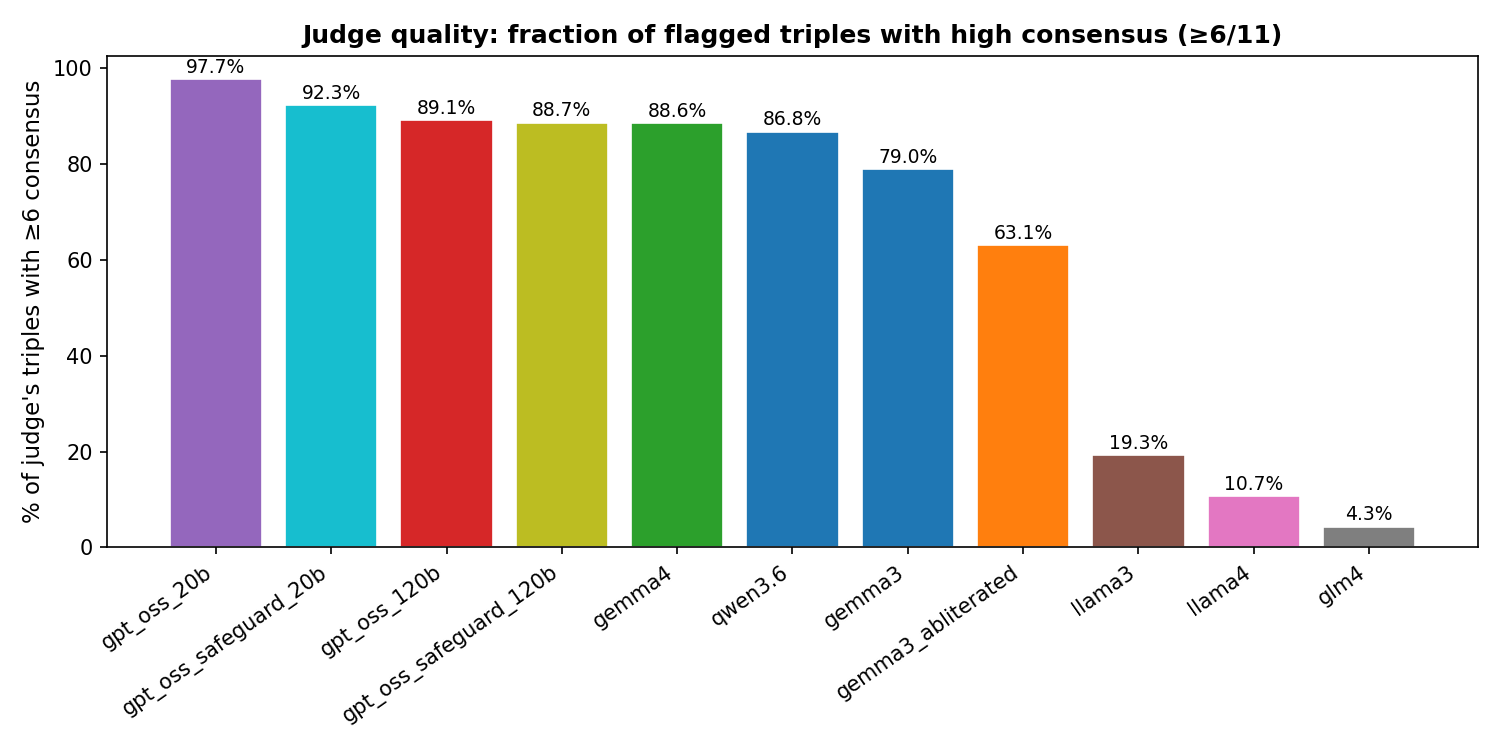 Judge quality: fraction of flagged triples with high consensus (≥6/11)
% of judge's triples with ≥6 consensus
100
80
60
40
20
0
97.7%
92.3%
89.1%
88.7%
88.6%
86.8%
79.0%
63.1%
19.3%
10.7%
4.3%
gpt_oss_20b
gpt_oss_safeguard_20b
gpt_oss_120b
gpt_oss_safeguard_120b
gemma4
qwen3.6
gemma3
gemma3_abliterated
llama3
llama4
glm4